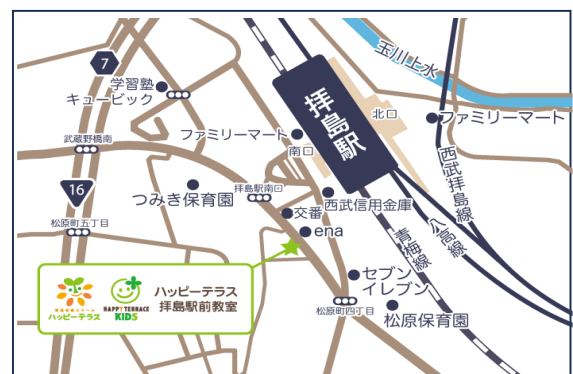 玉川上水
7
学習塾
キュービック
拝島駅
北口
ファミリーマート
ファミリーマート
南口
武蔵野橋南
西武拝島線
16
つみき保育園
拝島駅南口
西武信用金庫
交番
八高線
松原町五丁目
ena
青梅線
ハッピーテラス
拝島駅前教室
セブン
イレブン
ハッピーテラス
HAPPY TERRACE
KIDS
松原町四丁目
松原保育園